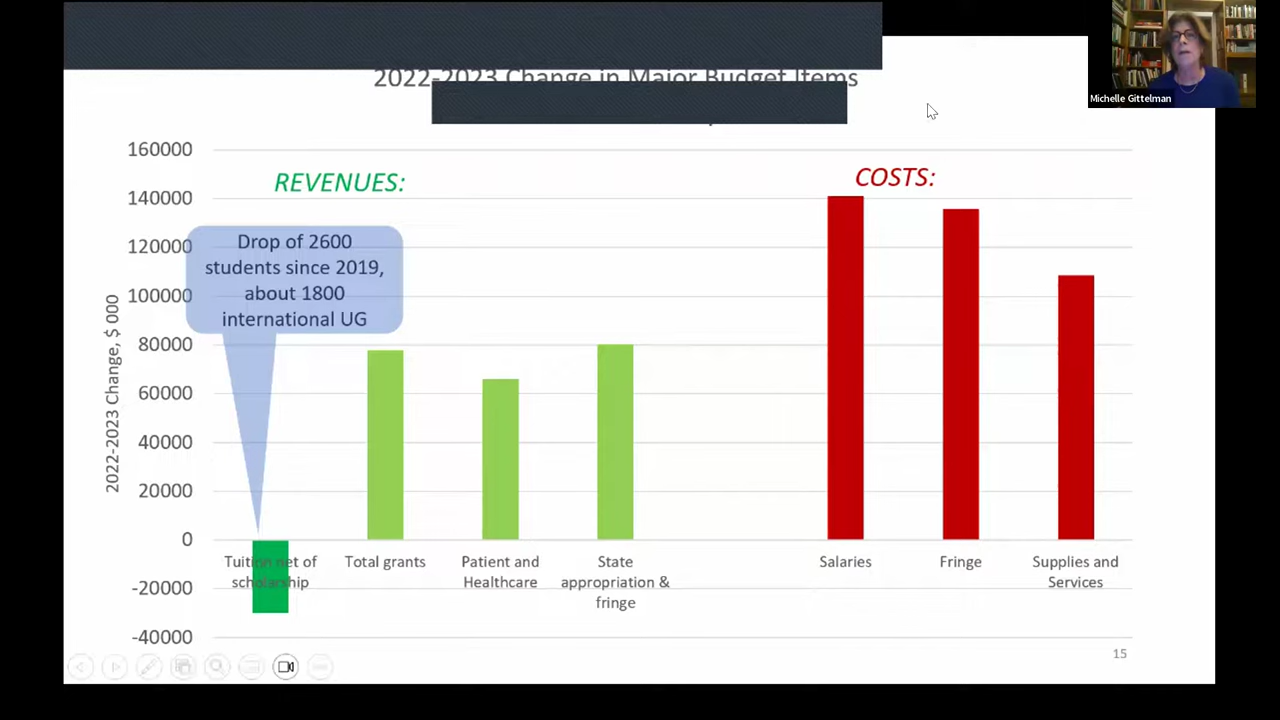 2022-2023 Change in Major Budget Items
Michelle Gittelman
REVENUES:
COSTS:
160000
140000
120000
100000
80000
60000
40000
20000
0
-20000
-40000
2022-2023 Change, $ 000
Drop of 2600
students since 2019,
about 1800
international UG
Tuition net of
scholarship
Total grants
Patient and
Healthcare
State
appropriation &
fringe
Salaries
Fringe
Supplies and
Services
15